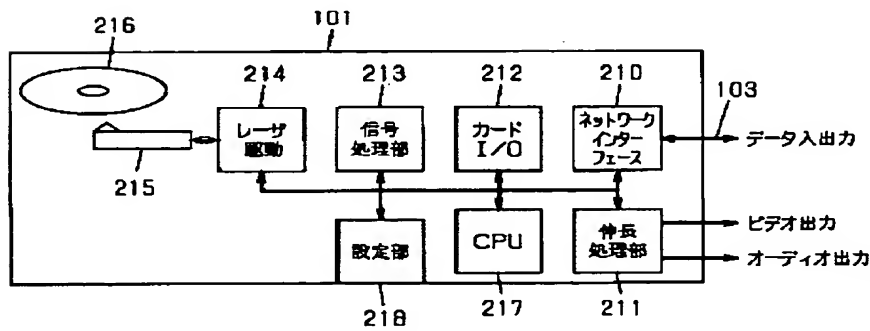 216
101
214
213
212
210
103
レーザ
駆動
信号
処理部
カード
I/O
ネットワーク
インター
フェース
データ入出力
215
設定部
CPU
伸長
処理部
ビデオ出力
オーディオ出力
218
217
211